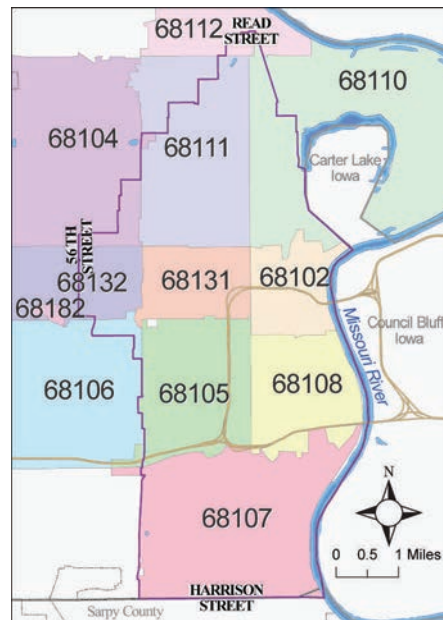 68112
READ
STREET
68110
68104
68111
Carter Lake
Iowa
56TH
STREET
68132
68131
68102
68182
Missouri River
Council Bluff
Iowa
68106
68105
68108
68107
N
0 0.5 1 Miles
HARRISON
STREET
Sarpy County